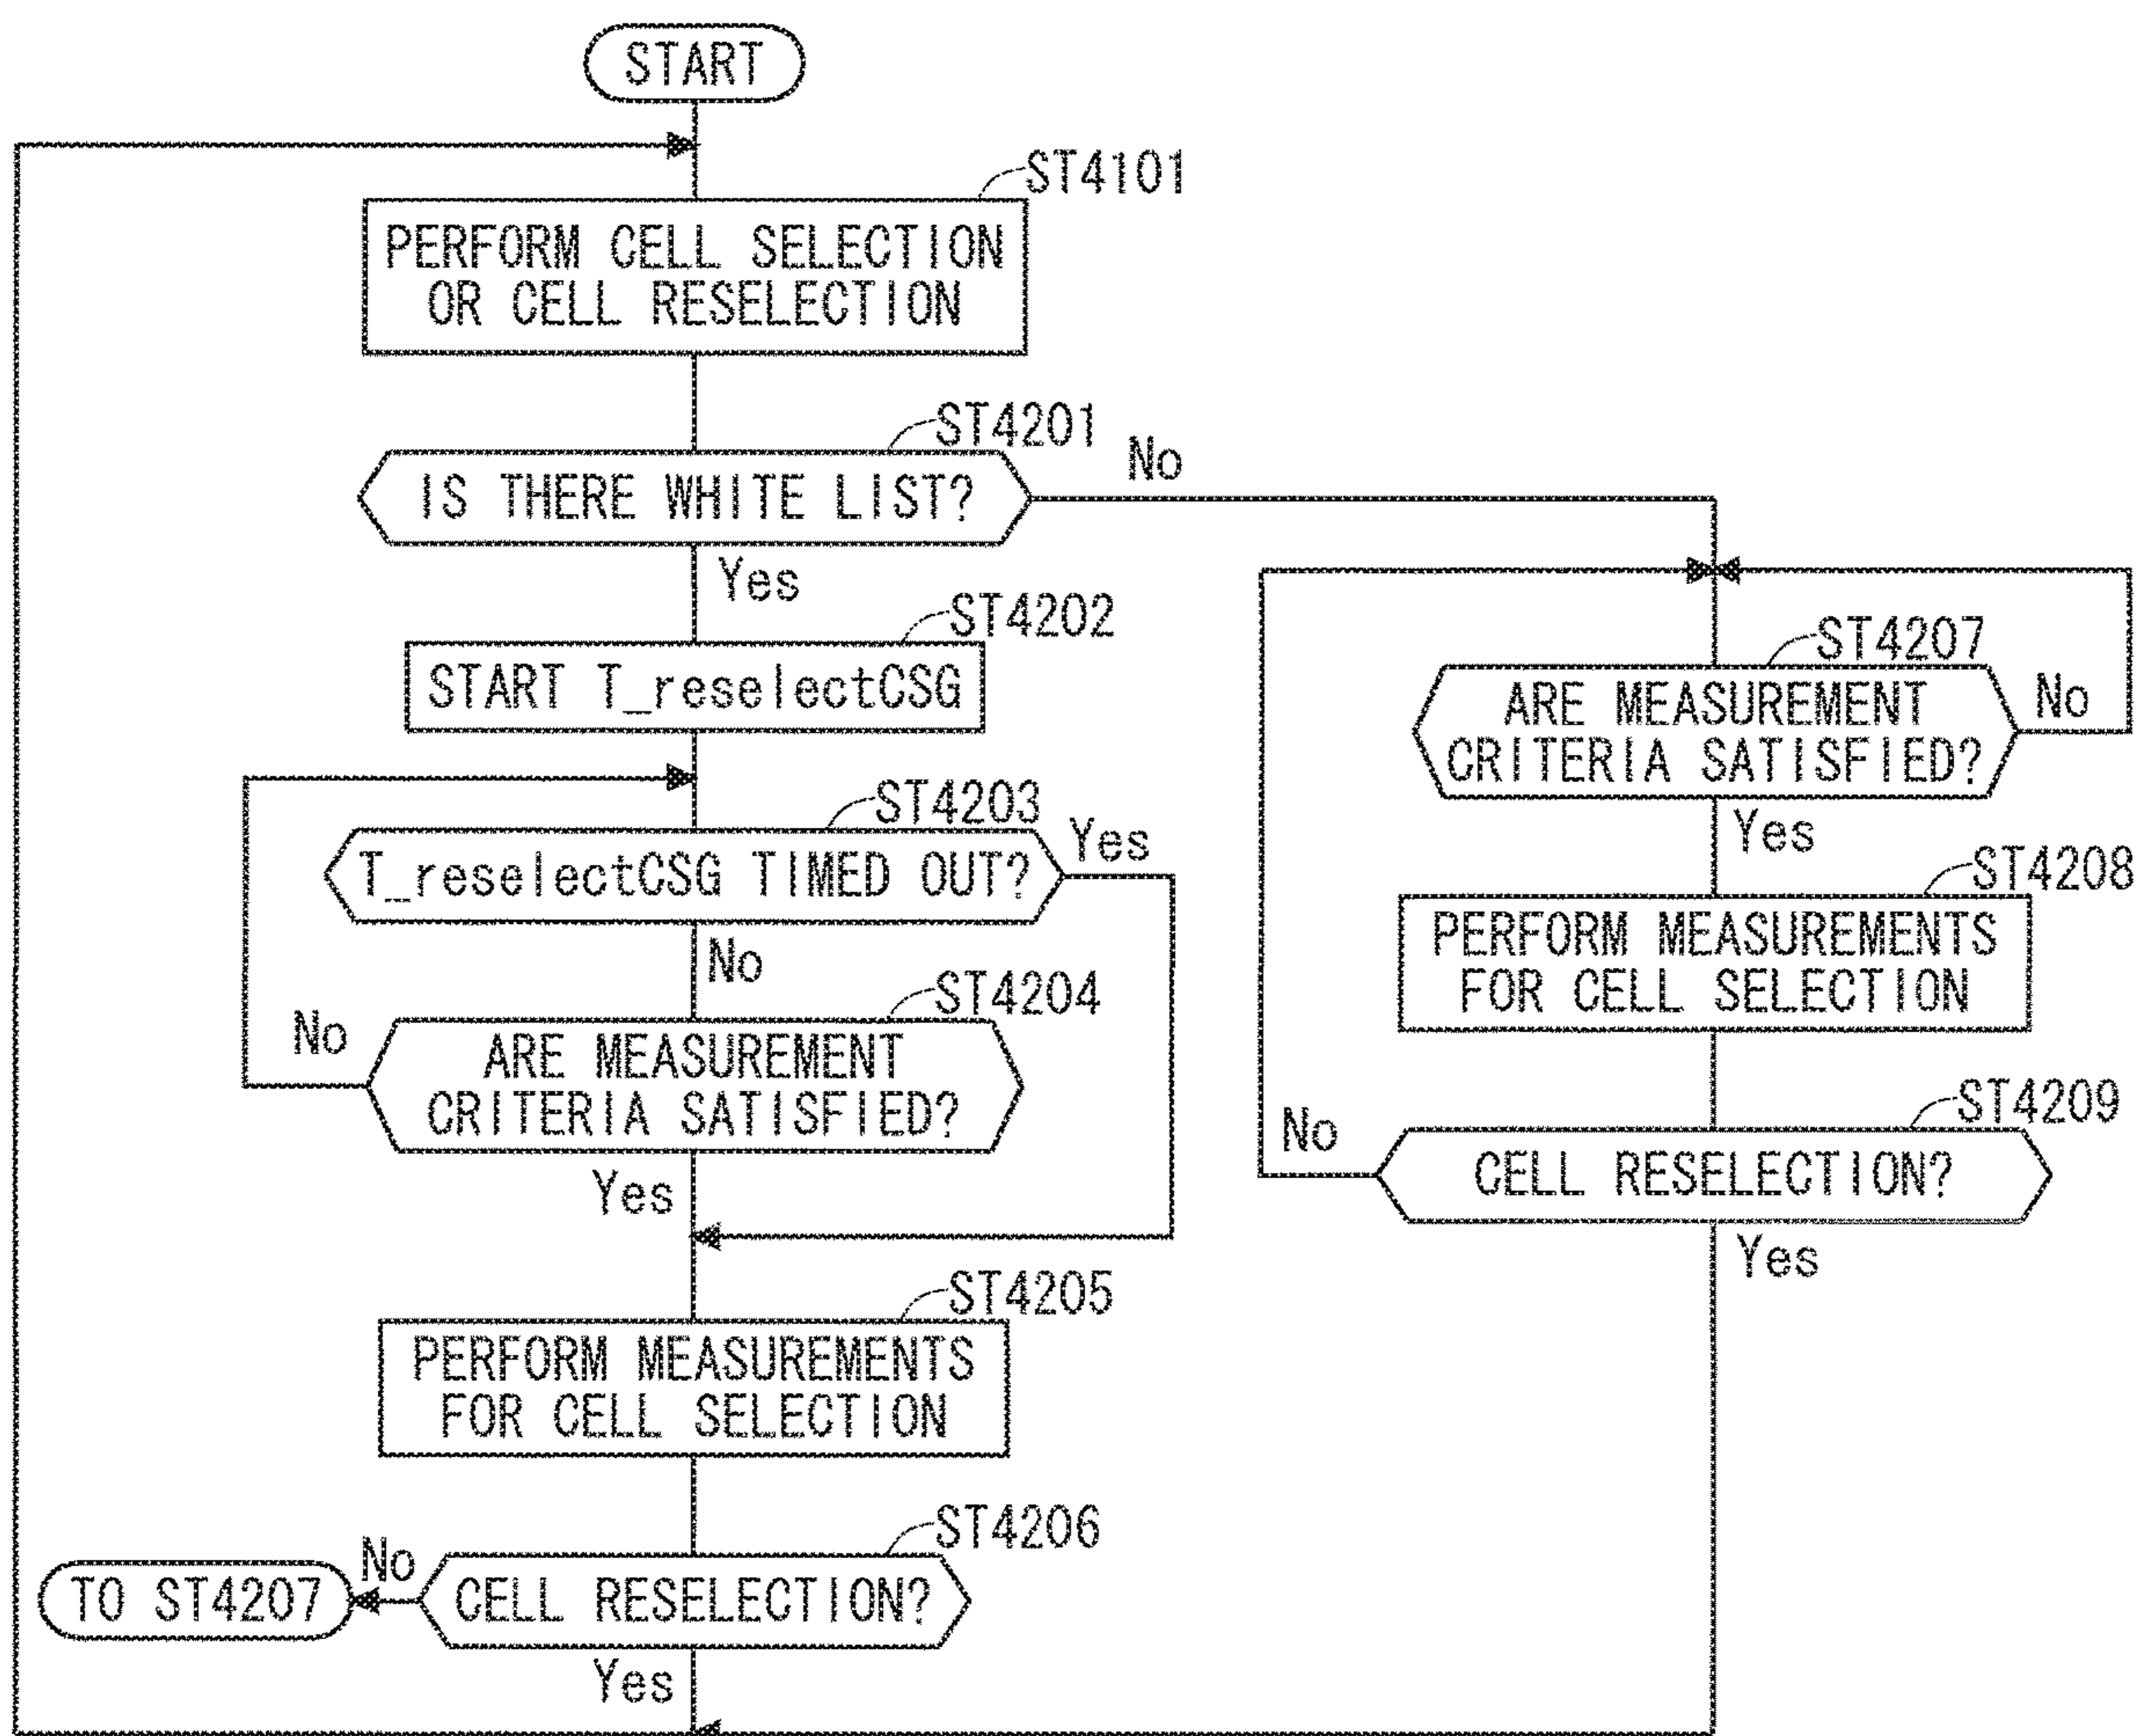 START
ST4101
PERFORM CELL SELECTION
OR CELL RESELECTION
ST4201
IS THERE WHITE LIST?
No
Yes
ST4202
START T_reselectCSG
ST4203
T_reselectCSG TIMED OUT?
Yes
No
ST4204
ARE MEASUREMENT
CRITERIA SATISFIED?
No
Yes
ST4205
PERFORM MEASUREMENTS
FOR CELL SELECTION
ST4206
CELL RESELECTION?
No
TO ST4207
Yes
ST4207
ARE MEASUREMENT
CRITERIA SATISFIED?
No
Yes
ST4208
PERFORM MEASUREMENTS
FOR CELL SELECTION
ST4209
CELL RESELECTION?
No
Yes